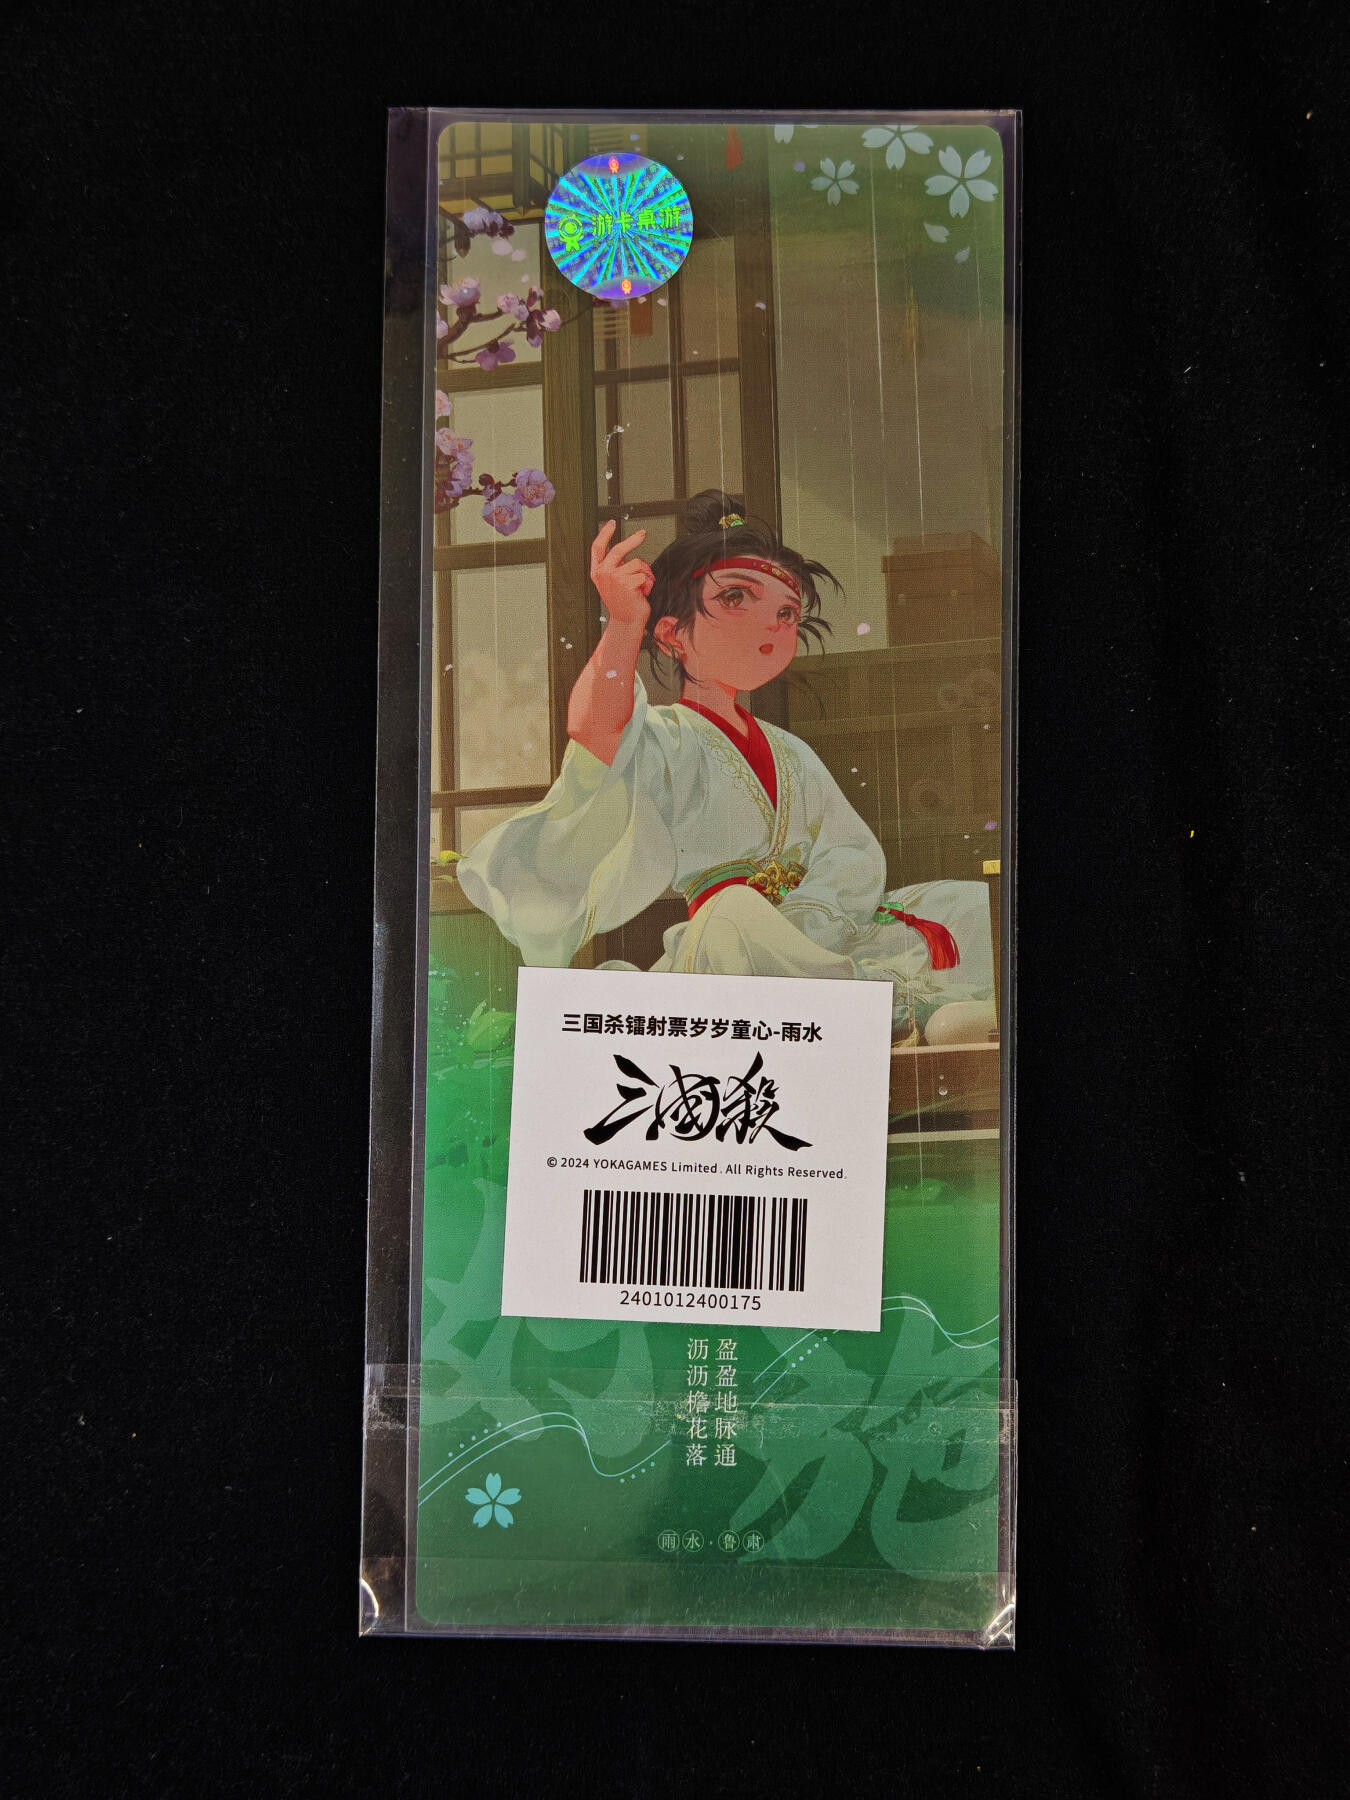 游卡桌游
三国杀镭射票岁岁童心-雨水
三國殺
© 2024 YOKAGAMES Limited. All Rights Reserved.
2401012400175
盈盈地脉通
沥沥檐花落
雨水·鲁肃